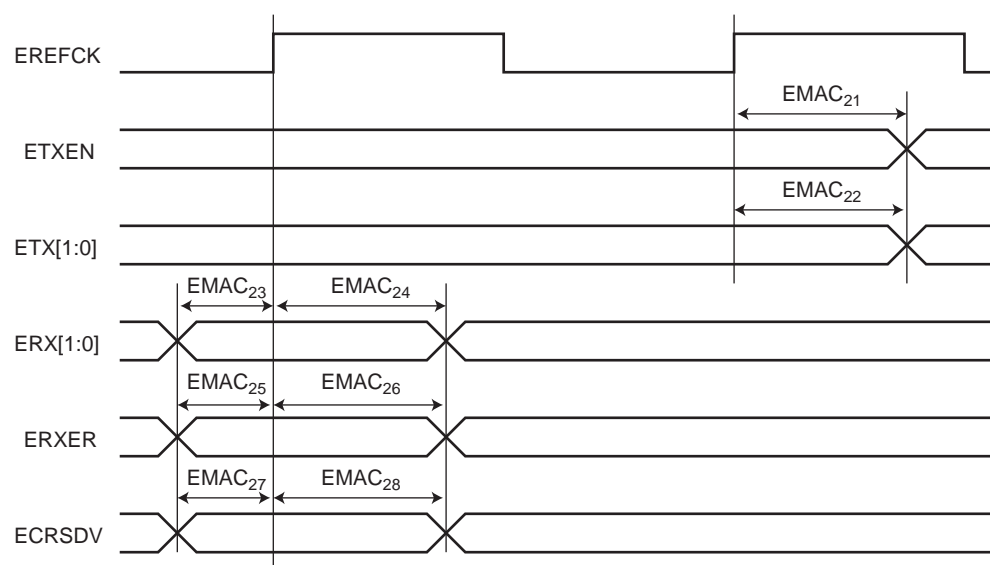 EREFCK
EMAC21
ETXEN
EMAC22
ETX[1:0]
EMAC23 EMAC24
ERX[1:0]
EMAC25 EMAC26
ERXER
EMAC27 EMAC28
ECRSDV